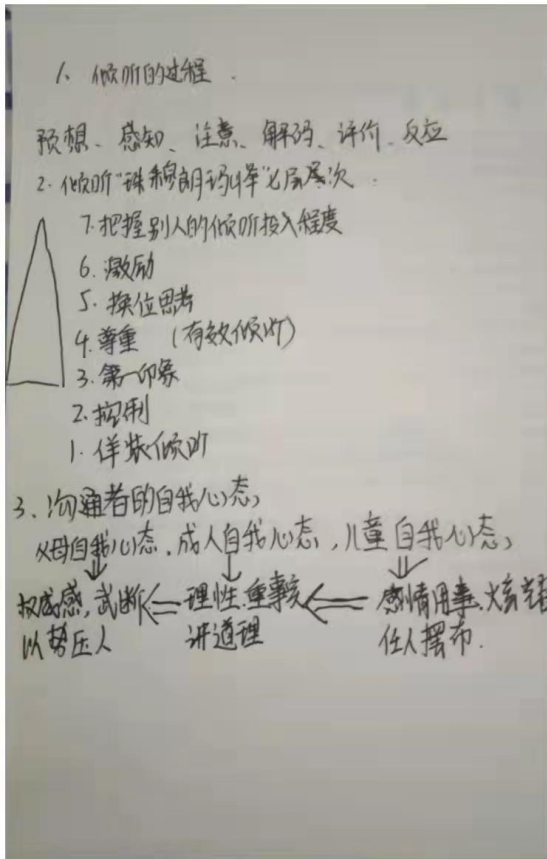 1、倾听的过程.
预想、感知、注意、解码、评价、反应
2.倾听“珠穆朗玛峰”七层层次.
7.把握别人的倾听投入程度
6.激励
5.换位思考
4.尊重 (有效倾听)
3.第一印象
2.抑制
1.佯装倾听
3、沟通者的自我心态,
父母自我心态.成人自我心态,儿童自我心态,
权威感,武断 理性.重事实 感情用事.
以势压人 讲道理 任人摆布.